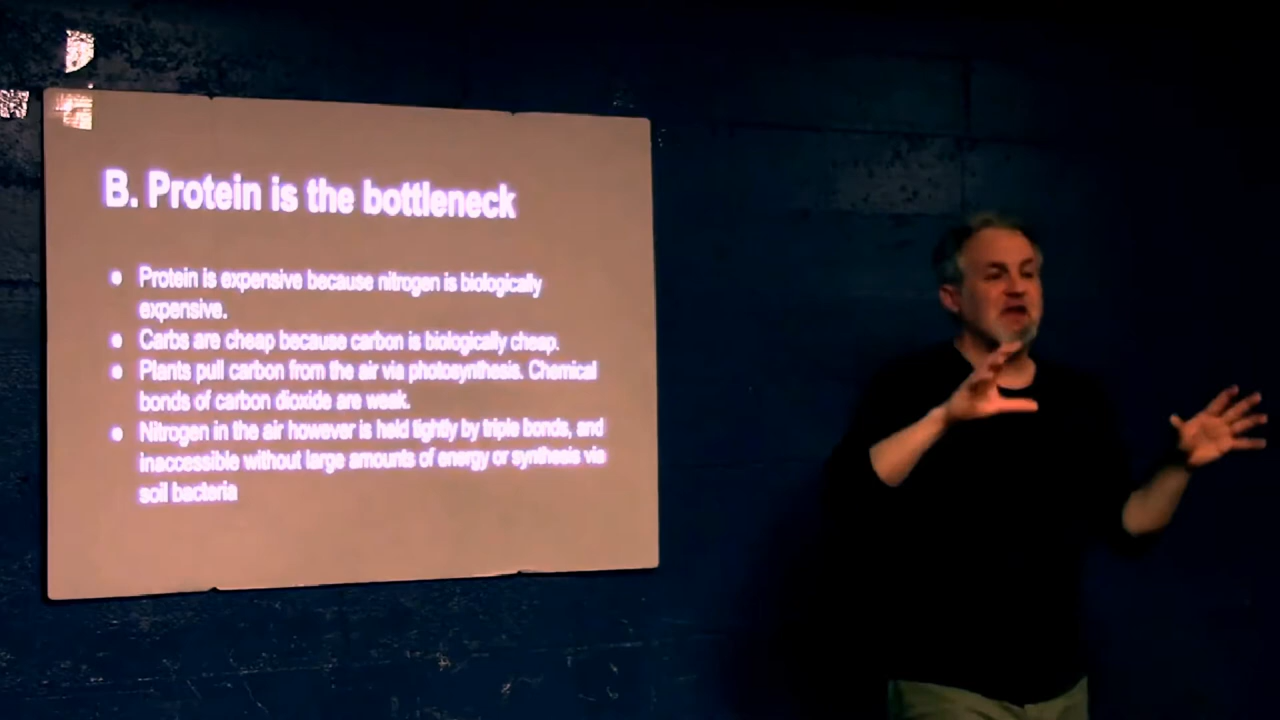 B. Protein is the bottleneck
● Protein is expensive because nitrogen is biologically
expensive.
● Carbs are cheap because carbon is biologically cheap.
● Plants pull carbon from the air via photosynthesis. Chemical
bonds of carbon dioxide are weak.
● Nitrogen in the air however is held tightly by triple bonds, and
inaccessible without large amounts of energy or synthesis via
soil bacteria